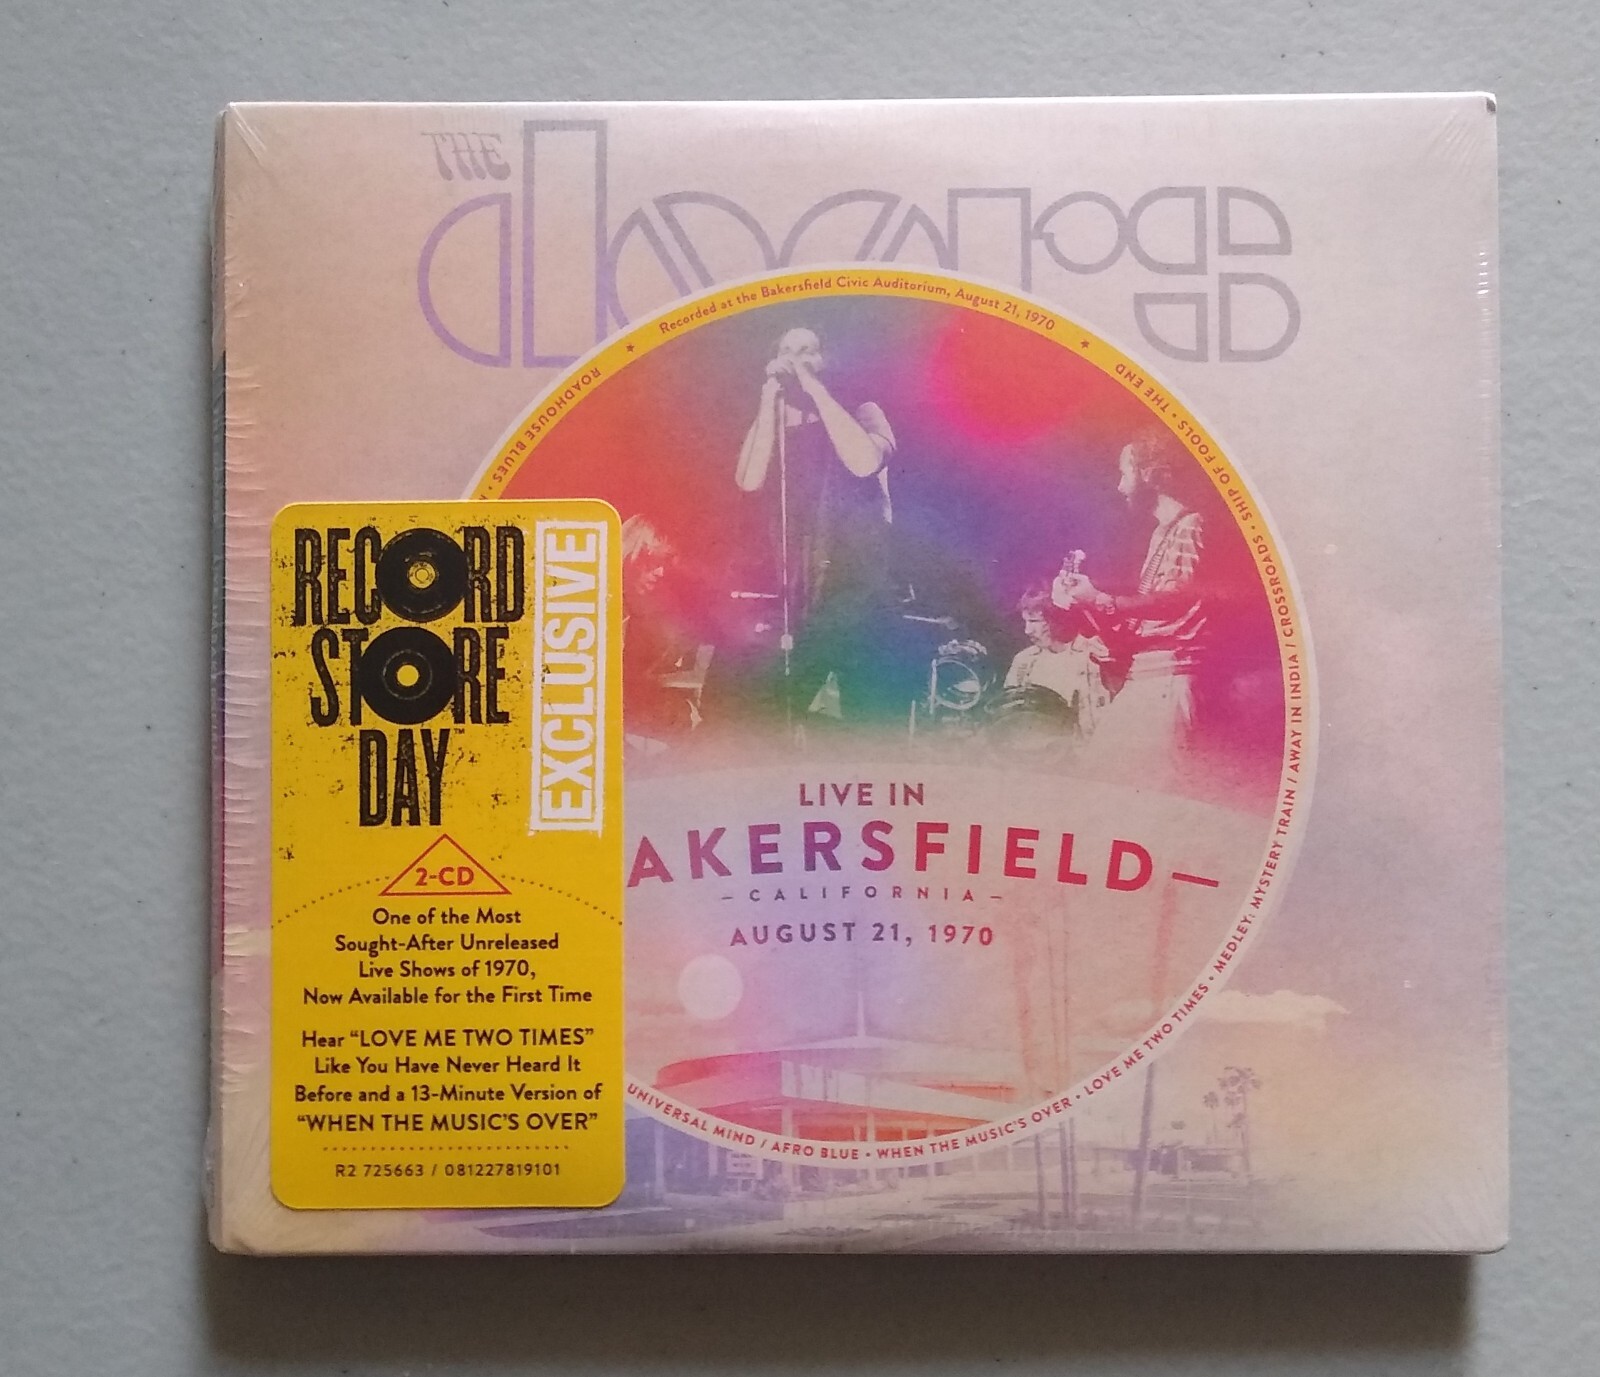 THE
doors
Recorded at the Bakersfield Civic Auditorium, August 21, 1970
ROADHOUSE BLUES •
UNIVERSAL MIND / AFRO BLUE • WHEN THE MUSIC'S OVER • LOVE ME TWO TIMES • MEDLEY: MYSTERY TRAIN / AWAY IN INDIA / CROSSROADS • SHIP OF FOOLS • THE END
LIVE IN
AKERSFIELD –
– CALIFORNIA –
AUGUST 21, 1970
RECORD
STORE
DAY™
EXCLUSIVE
2-CD
One of the Most
Sought-After Unreleased
Live Shows of 1970,
Now Available for the First Time
Hear “LOVE ME TWO TIMES”
Like You Have Never Heard It
Before and a 13-Minute Version of
“WHEN THE MUSIC'S OVER”
R2 725663 / 081227819101